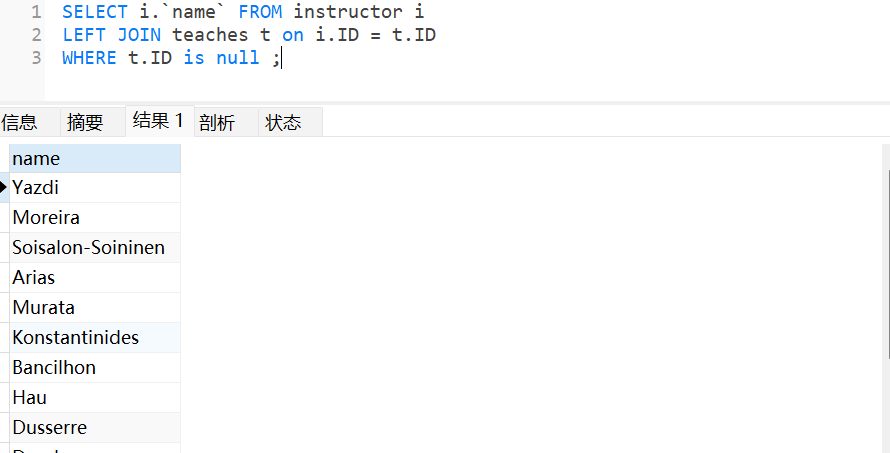 1 SELECT i.`name` FROM instructor i
2 LEFT JOIN teaches t on i.ID = t.ID
3 WHERE t.ID is null ;
信息 摘要 结果 1 剖析 状态
name
Yazdi
Moreira
Soisalon-Soininen
Arias
Murata
Konstantinides
Bancilhon
Hau
Dusserre